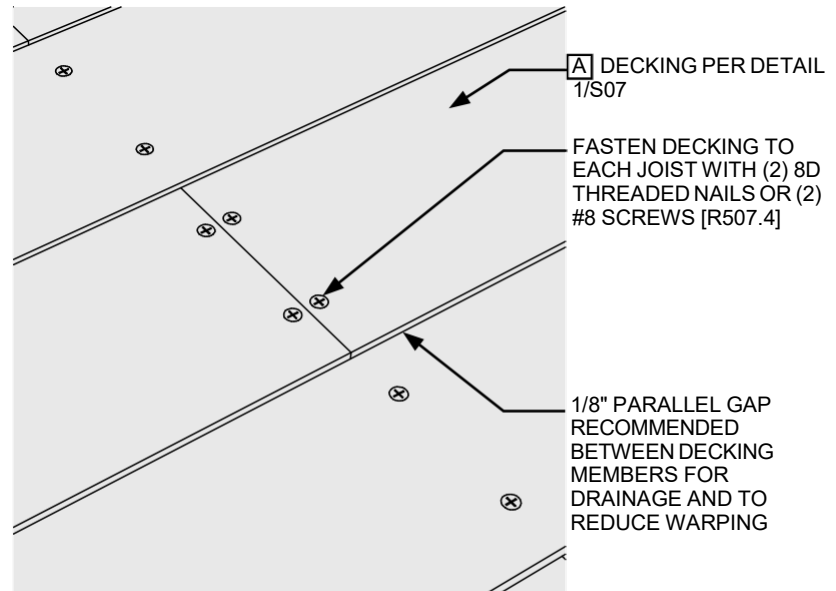 A DECKING PER DETAIL
1/S07
FASTEN DECKING TO
EACH JOIST WITH (2) 8D
THREADED NAILS OR (2)
#8 SCREWS [R507.4]
1/8" PARALLEL GAP
RECOMMENDED
BETWEEN DECKING
MEMBERS FOR
DRAINAGE AND TO
REDUCE WARPING